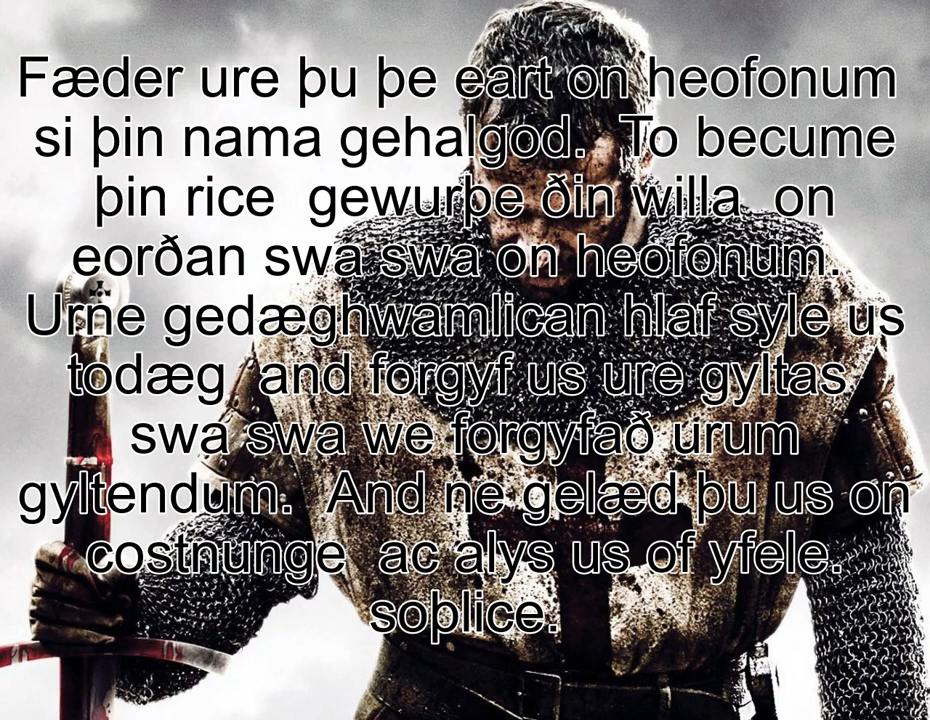 Fæder ure þu þe eart on heofonum
si þin nama gehalgod.  To becume
þin rice  gewurþe ðin willa  on
eorðan swa swa on heofonum.
Urne gedæghwamlican hlaf syle us
todæg  and forgyf us ure gyltas
swa swa we forgyfað urum
gyltendum.  And ne gelæd þu us on
costnunge  ac alys us of yfele.
soþlice.